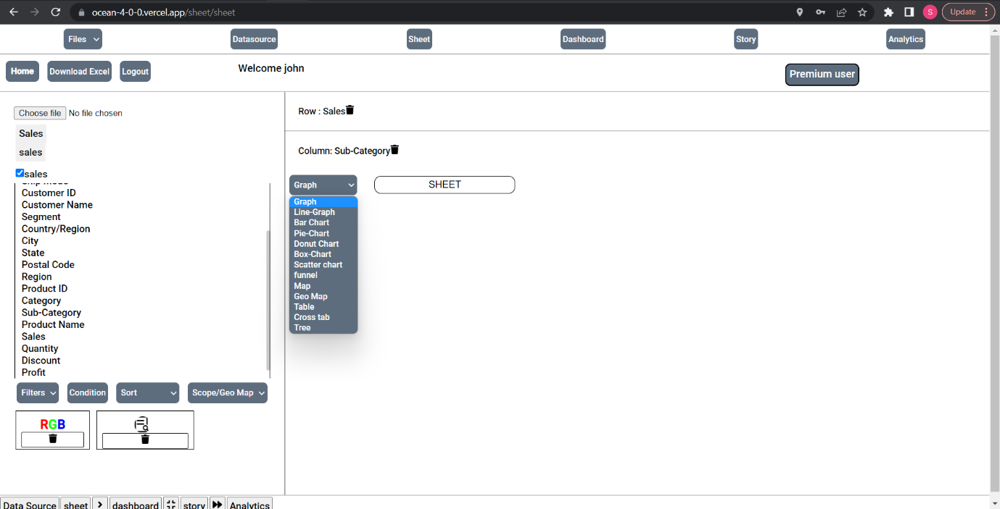 ocean-4-0-0.vercel.app/sheet/sheet
S
Update
Files
Datasource
Sheet
Dashboard
Story
Analytics
Home
Download Excel
Logout
Welcome john
Premium user
Choose file No file chosen
Sales
sales
sales
Ship Mode
Customer ID
Customer Name
Segment
Country/Region
City
State
Postal Code
Region
Product ID
Category
Sub-Category
Product Name
Sales
Quantity
Discount
Profit
Filters
Condition
Sort
Scope/Geo Map
RGB
Row : Sales
Column: Sub-Category
Graph
SHEET
Graph
Line-Graph
Bar Chart
Pie-Chart
Donut Chart
Box-Chart
Scatter chart
funnel
Map
Geo Map
Table
Cross tab
Tree
Data Source
sheet
dashboard
story
Analytics